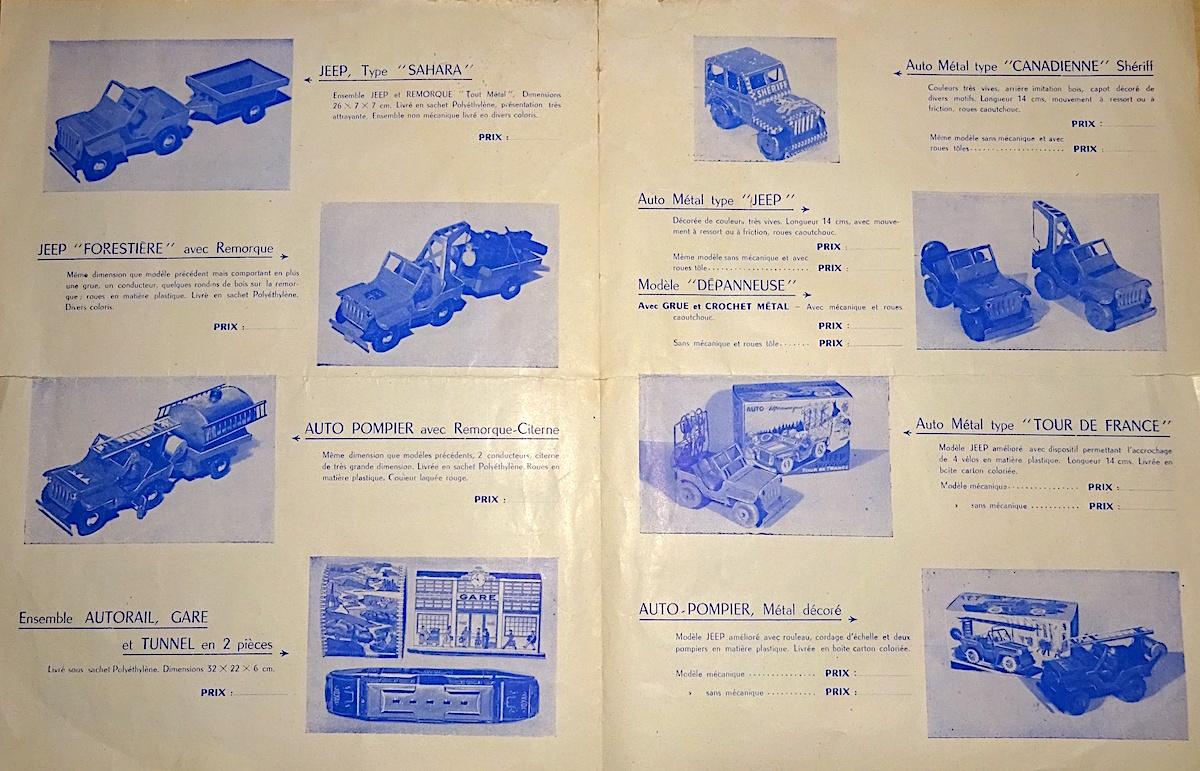 JEEP, Type "SAHARA"
Ensemble JEEP et REMORQUE "Tout Métal". Dimensions
26 × 7 × 7 cm. Livré en sachet Polyéthylène, présentation très
attrayante. Ensemble non mécanique livré en divers coloris.
PRIX :
JEEP "FORESTIÈRE" avec Remorque
Même dimension que modèle précédent mais comportant en plus
une grue, un conducteur, quelques rondins de bois sur la remor-
que ; roues en matière plastique. Livré en sachet Polyéthylène.
Divers coloris.
PRIX :
AUTO POMPIER avec Remorque-Citerne
Même dimension que modèles précédents, 2 conducteurs, citerne
de très grande dimension. Livrée en sachet Polyéthylène. Roues en
matière plastique. Couleur laquée rouge.
PRIX :
Ensemble AUTORAIL, GARE
et TUNNEL en 2 pièces
Livré sous sachet Polyéthylène. Dimensions 32 × 22 × 6 cm.
PRIX :
GARE
Auto Métal type "CANADIENNE" Shériff
Couleurs très vives, arrière imitation bois, capot décoré de
divers motifs. Longueur 14 cm, mouvement à ressort ou à
friction, roues caoutchouc.
PRIX :
Même modèle sans mécanique et avec
roues tôles
PRIX :
SHERIFF
Auto Métal type "JEEP"
Décorée de couleurs très vives. Longueur 14 cms, avec mouve-
ment à ressort ou à friction, roues caoutchouc.
PRIX :
Même modèle sans mécanique et avec
roues tôle
PRIX :
Modèle "DÉPANNEUSE"
Avec GRUE et CROCHET MÉTAL – Avec mécanique et roues
caoutchouc.
PRIX :
Sans mécanique et roues tôle
PRIX :
AUTO
TOUR DE FRANCE
Auto Métal type "TOUR DE FRANCE"
Modèle JEEP amélioré avec dispositif permettant l'accrochage
de 4 vélos en matière plastique. Longueur 14 cms. Livrée en
boite carton coloriée.
Modèle mécanique
PRIX :
» sans mécanique
PRIX :
AUTO-POMPIER, Métal décoré
Modèle JEEP amélioré avec rouleau, cordage d'échelle et deux
pompiers en matière plastique. Livrée en boite carton coloriée.
Modèle mécanique
PRIX :
» sans mécanique
PRIX :